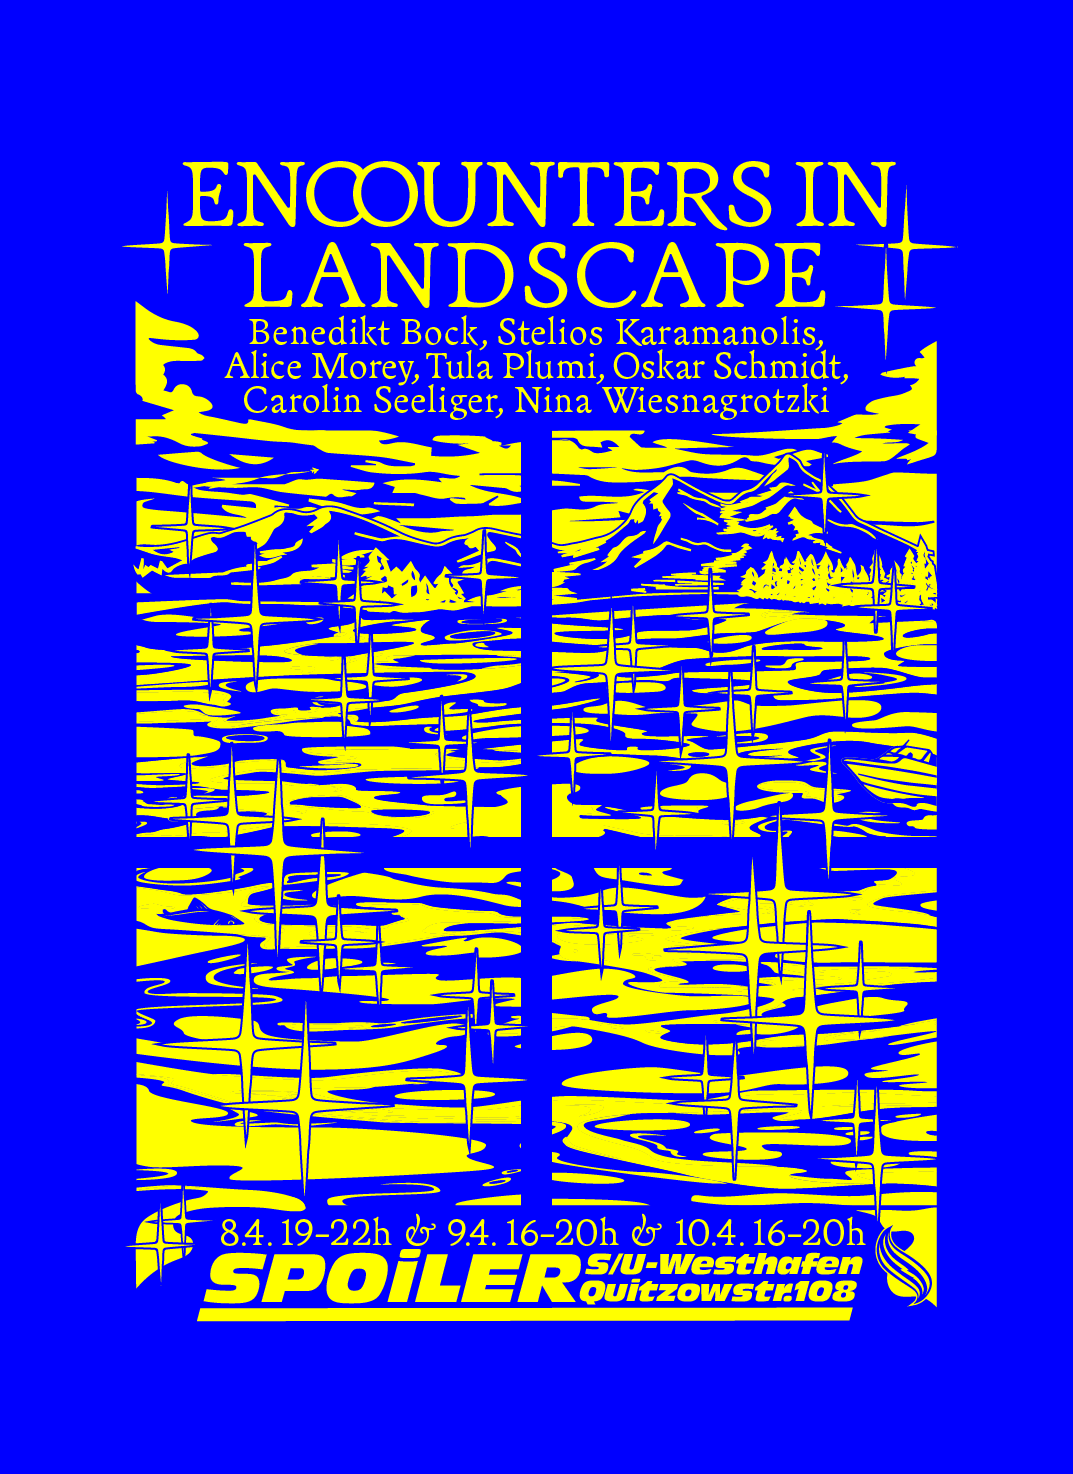 ENCOUNTERS IN
LANDSCAPE
Benedikt Bock, Stelios Karamanolis,
Alice Morey, Tula Plumi, Oskar Schmidt,
Carolin Seeliger, Nina Wiesnagrotzki
8.4. 19-22h & 9.4. 16-20h & 10.4. 16-20h
SPOiLER
S/U-Westhafen
Quitzowstr.108